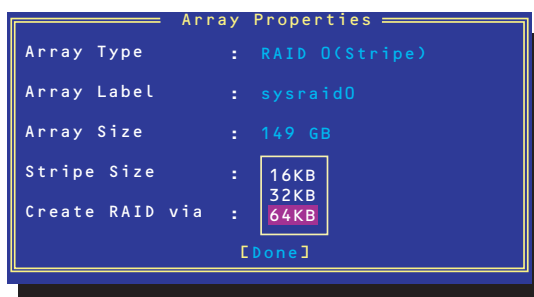 Array Properties
Array Type : RAID 0(Stripe)
Array Label : sysraid0
Array Size : 149 GB
Stripe Size : 16KB
32KB
Create RAID via : 64KB
[Done]